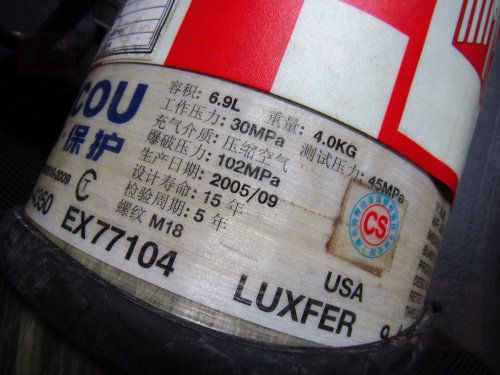 COU
·保护
容积: 6.9L 重量: 4.0KG
工作压力: 30MPa 测试压力: 45MPa
充气介质: 压缩空气
爆破压力: 102MPa
生产日期: 2005/09
设计寿命: 15 年
检验周期: 5 年
螺纹 M18
EX77104
CS
USA
LUXFER